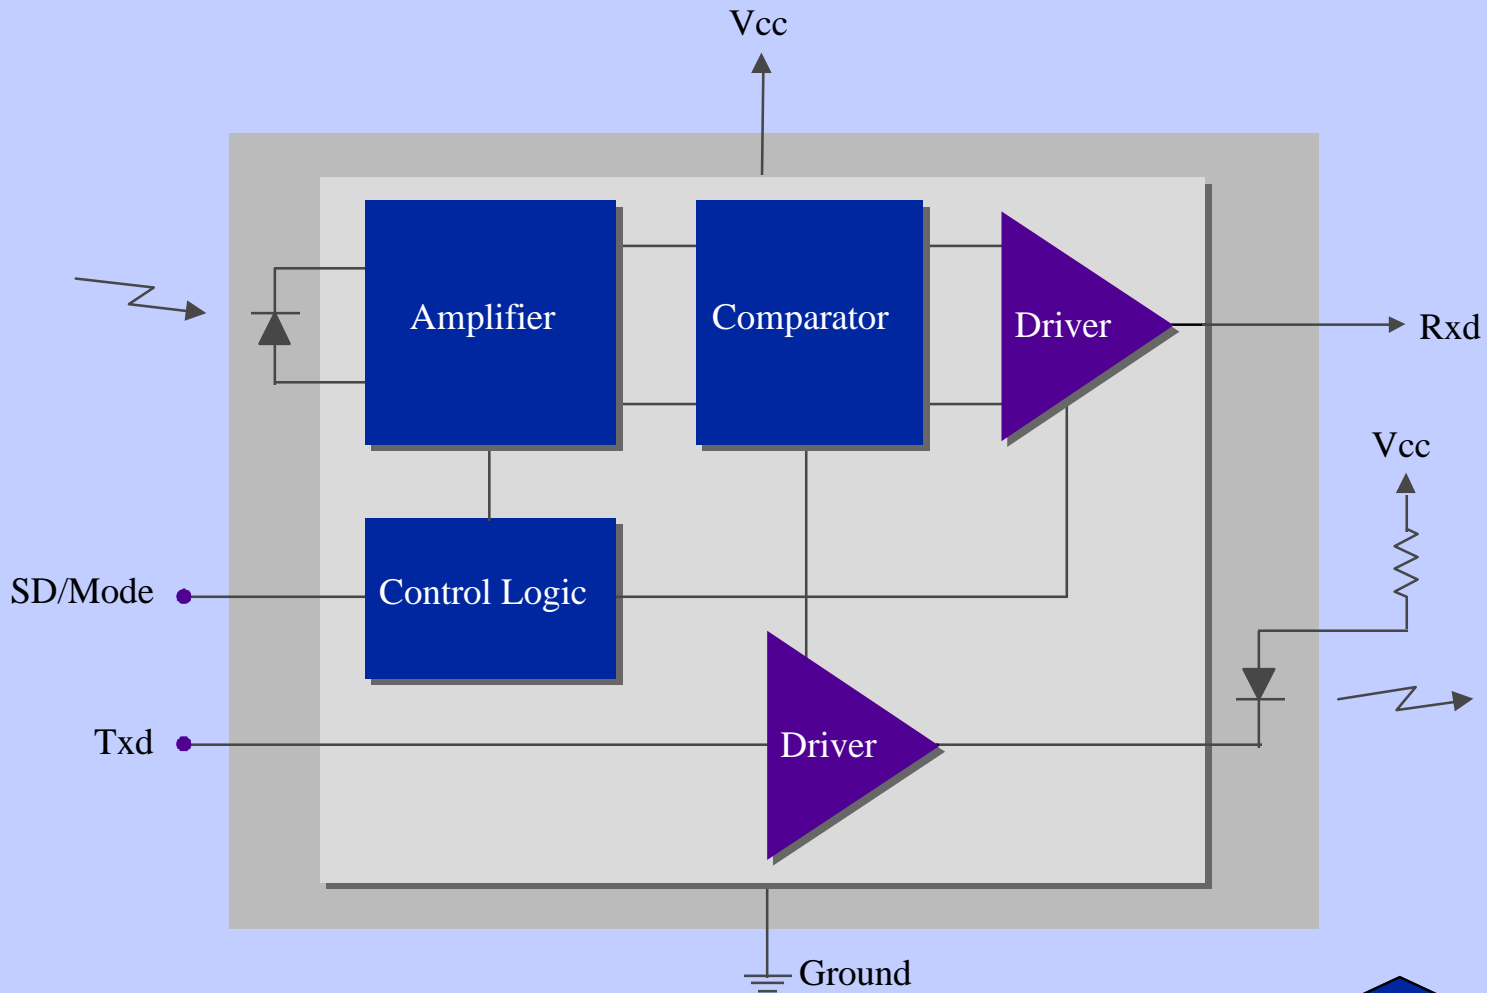 Vcc
Amplifier
Comparator
Driver
Rxd
Vcc
SD/Mode
Control Logic
Txd
Driver
Ground